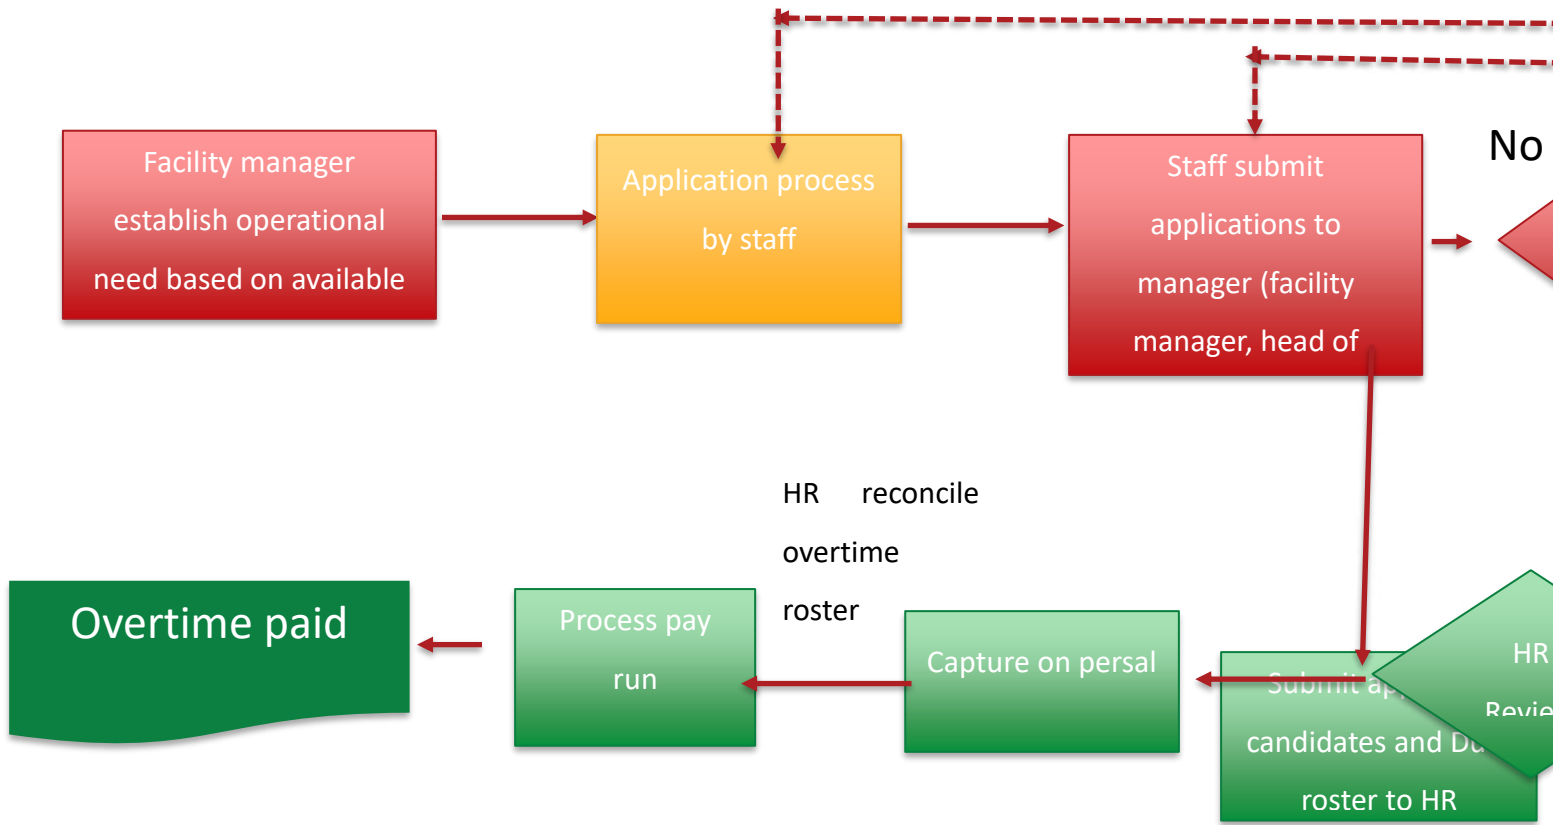 Facility manager
establish operational
need based on available
Application process
by staff
Staff submit
applications to
manager (facility
manager, head of
No
HR reconcile
overtime
roster
Overtime paid
Process pay
run
Capture on persal
Submit
candidates and
roster to HR
HR